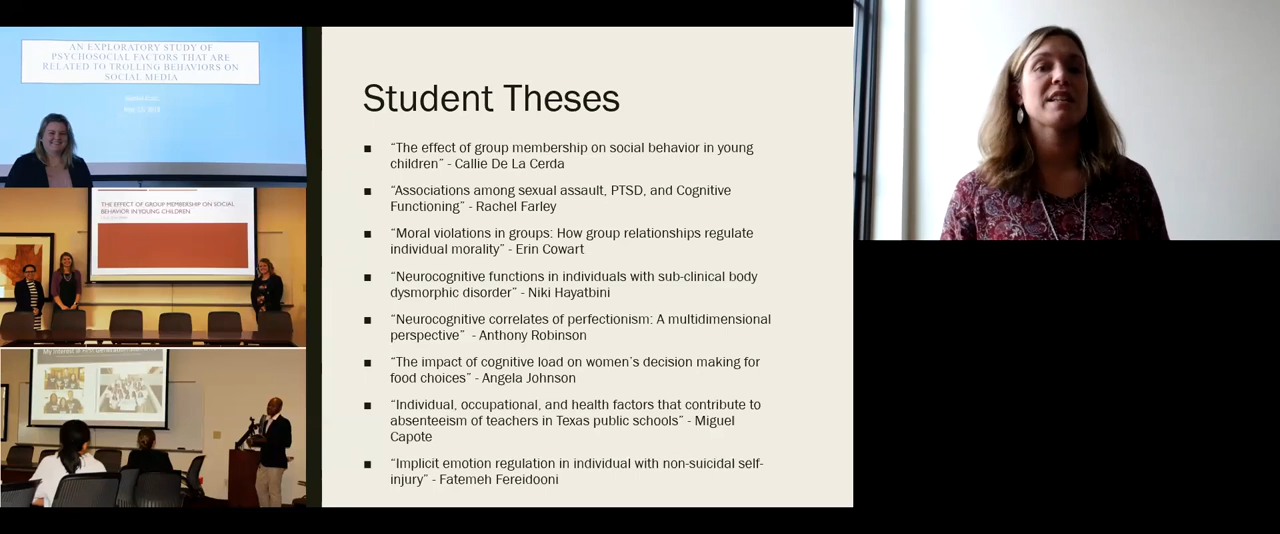 AN EXPLORATORY STUDY OF
PSYCHOSOCIAL FACTORS THAT ARE
RELATED TO TROLLING BEHAVIORS ON
SOCIAL MEDIA
THE EFFECT OF GROUP MEMBERSHIP ON SOCIAL
BEHAVIOR IN YOUNG CHILDREN
My Interest in First Generation
Student Theses
■ “The effect of group membership on social behavior in young
children” - Callie De La Cerda
■ “Associations among sexual assault, PTSD, and Cognitive
Functioning” - Rachel Farley
■ “Moral violations in groups: How group relationships regulate
individual morality” - Erin Cowart
■ “Neurocognitive functions in individuals with sub-clinical body
dysmorphic disorder” - Niki Hayatbini
■ “Neurocognitive correlates of perfectionism: A multidimensional
perspective” - Anthony Robinson
■ “The impact of cognitive load on women’s decision making for
food choices” - Angela Johnson
■ “Individual, occupational, and health factors that contribute to
absenteeism of teachers in Texas public schools” - Miguel
Capote
■ “Implicit emotion regulation in individual with non-suicidal self-
injury” - Fatemeh Fereidooni